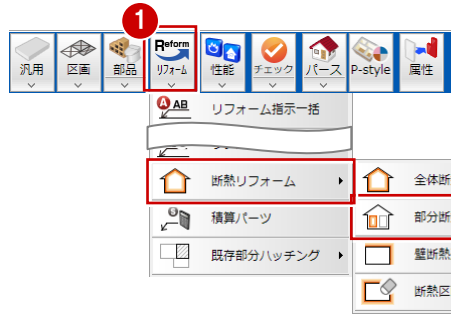 1
Reform
汎用 区画 部品 リフォーム 性能 チェック パース P-style 属性
A AB リフォーム指示一括
断熱リフォーム 全体断
積算パーツ 部分断
既存部分ハッチング 壁断熱
断熱区